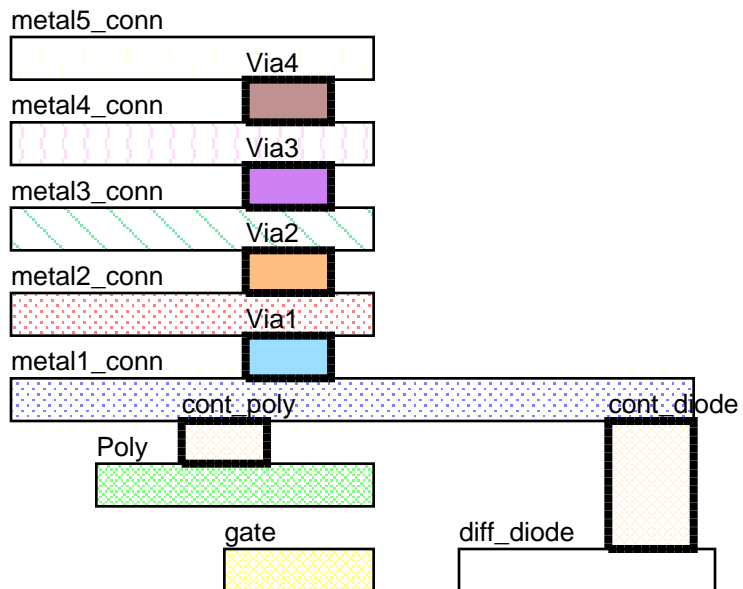 metal5_conn
Via4
metal4_conn
Via3
metal3_conn
Via2
metal2_conn
Via1
metal1_conn
cont_poly
cont_diode
Poly
gate
diff_diode